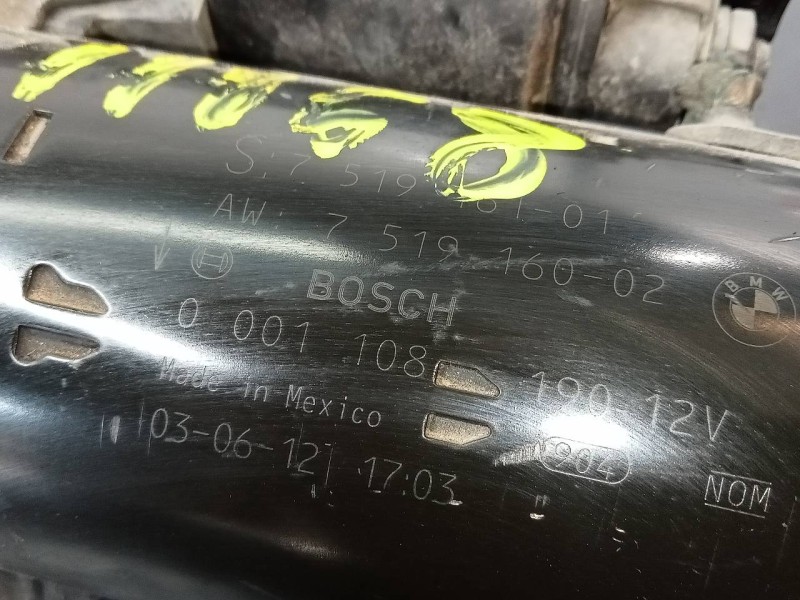 S: 7 519 161-01
AW: 7 519 160-02
BMW
BOSCH
0 001 108 190 12V
Made in Mexico
904
03-06-12 17:03
NOM